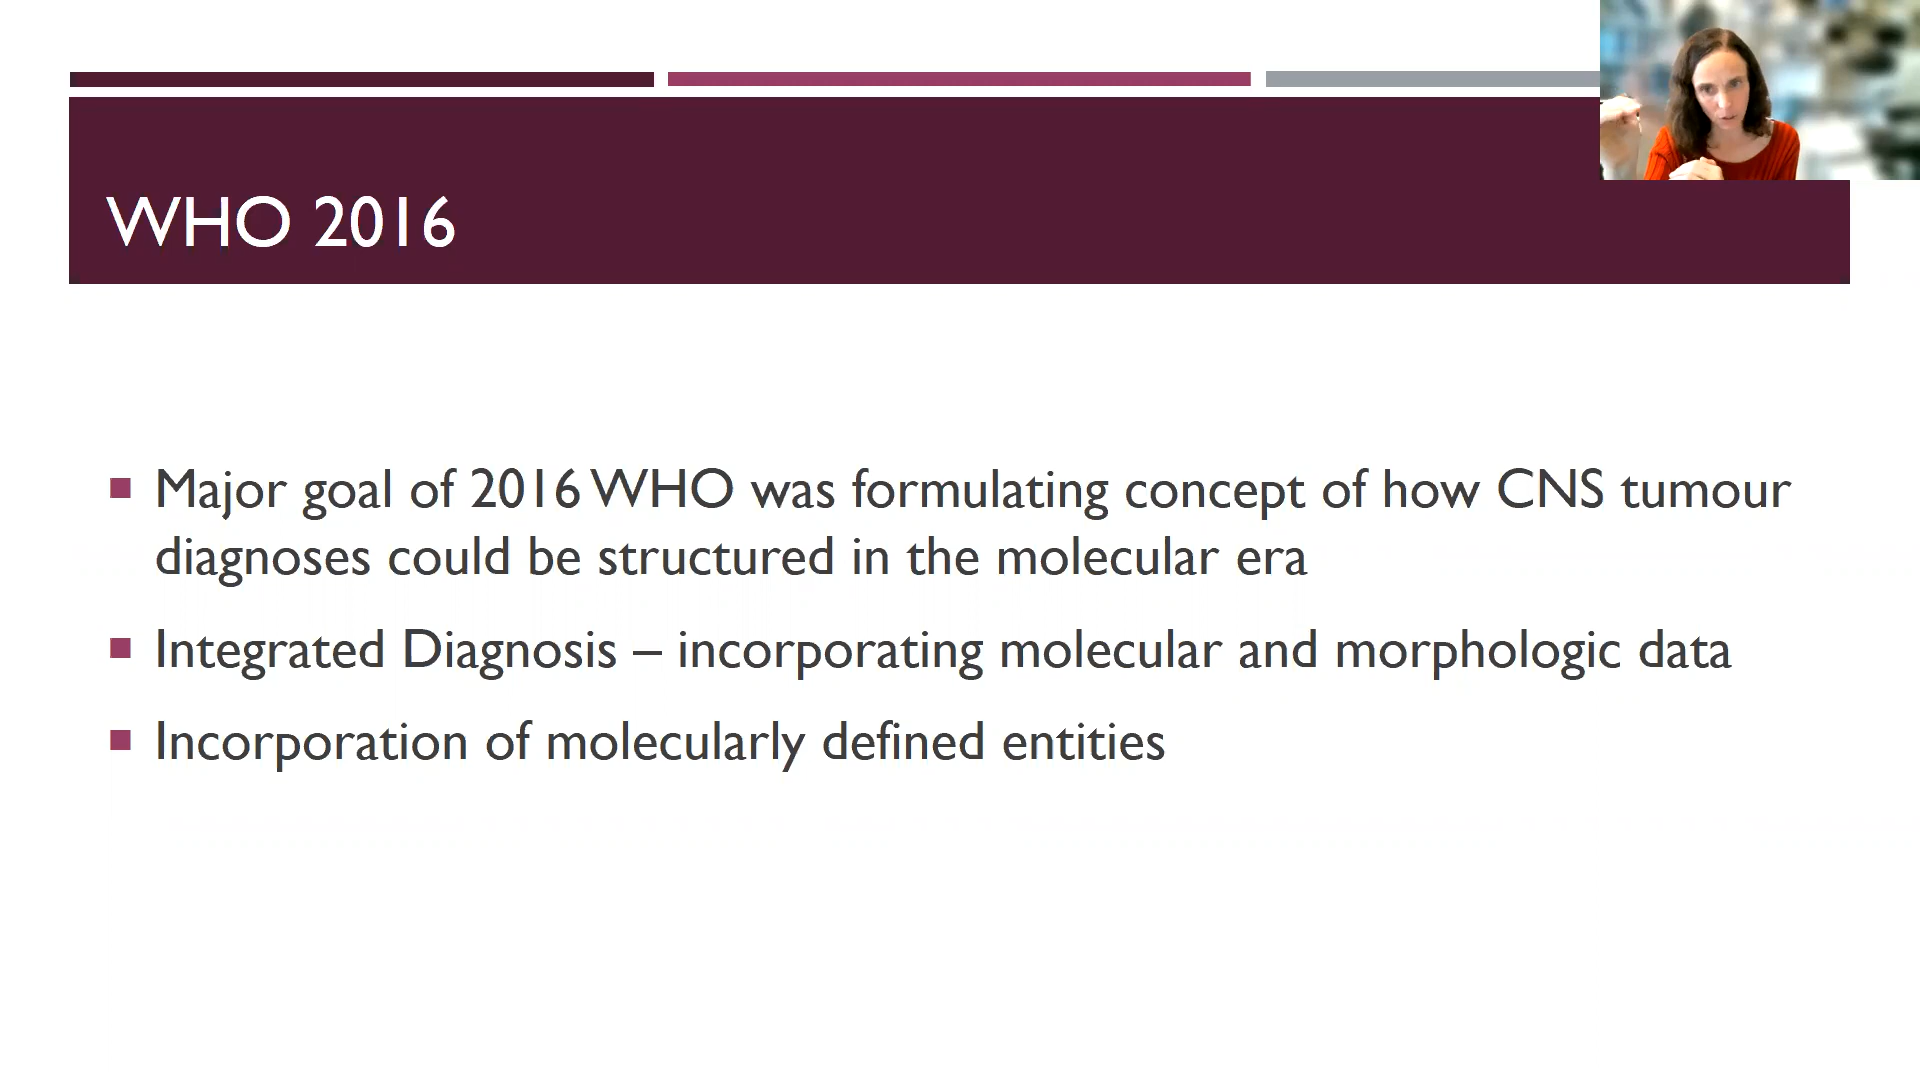 WHO 2016
Major goal of 2016 WHO was formulating concept of how CNS tumour
diagnoses could be structured in the molecular era
Integrated Diagnosis – incorporating molecular and morphologic data
Incorporation of molecularly defined entities